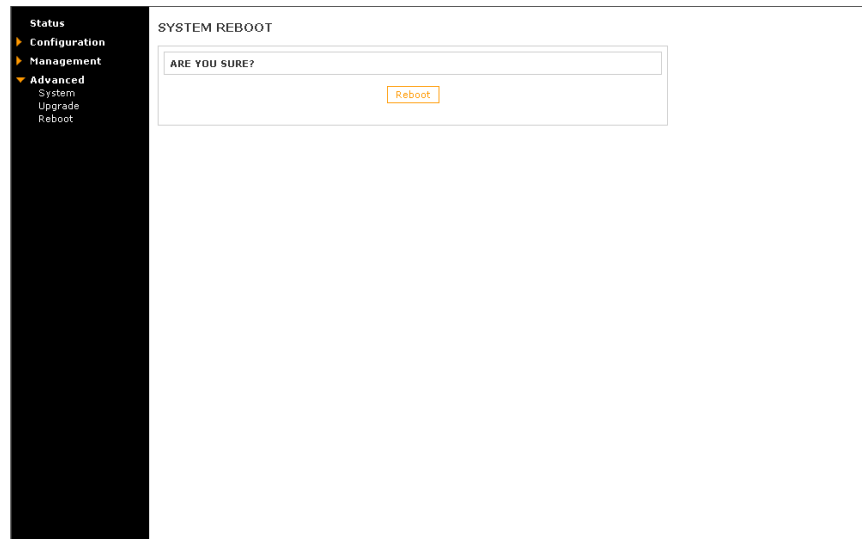 Status
Configuration
Management
Advanced
System
Upgrade
Reboot
SYSTEM REBOOT
ARE YOU SURE?
Reboot